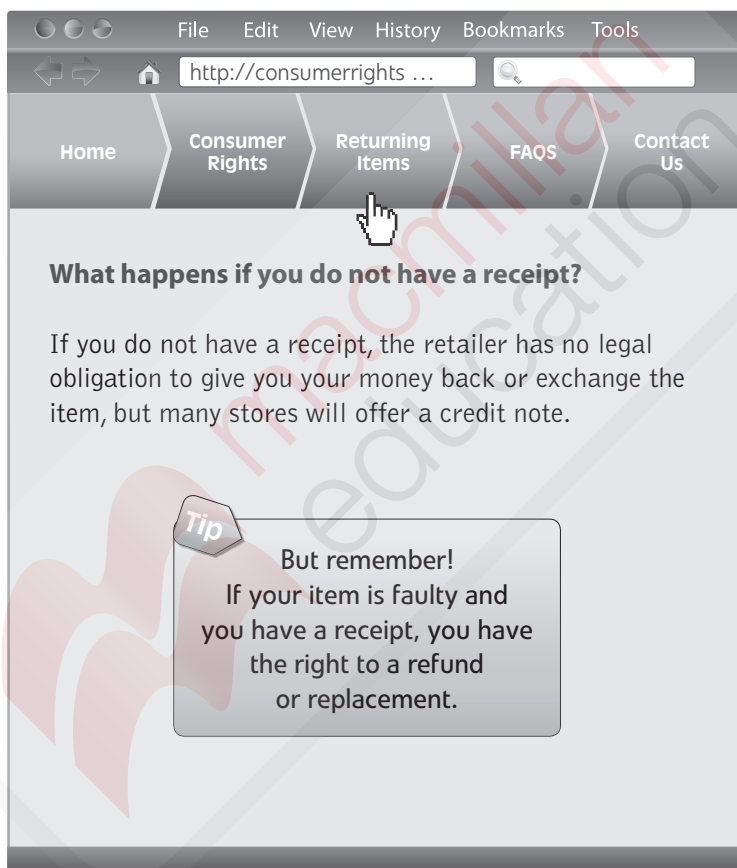 File Edit View History Bookmarks Tools
http://consumerrights ...
Home
Consumer
Rights
Returning
Items
FAQS
Contact
Us
What happens if you do not have a receipt?
If you do not have a receipt, the retailer has no legal
obligation to give you your money back or exchange the
item, but many stores will offer a credit note.
Tip
But remember!
If your item is faulty and
you have a receipt, you have
the right to a refund
or replacement.
macmillan
education